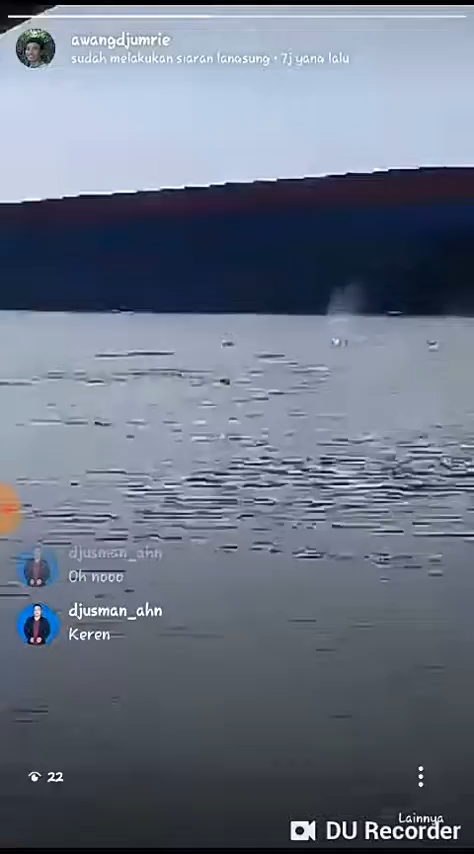 awangdjumrie
sudah melakukan siaran langsung • 7j yang lalu
djusman_ahn
Oh nooo
djusman_ahn
Keren
22
Lainnya
DU Recorder